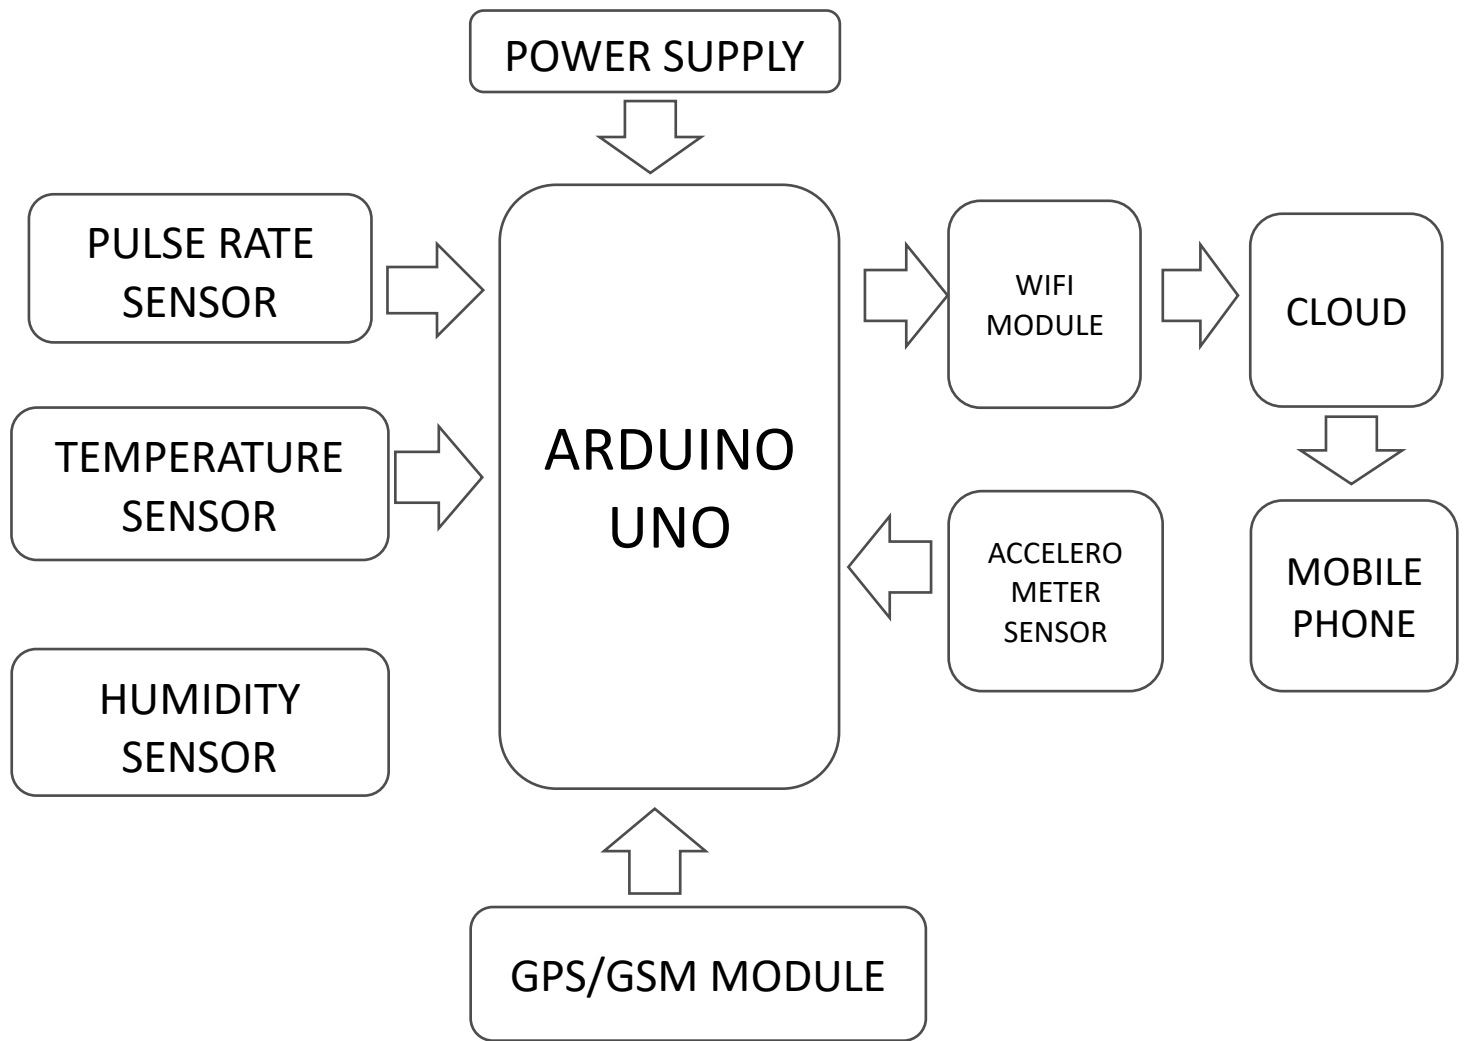 POWER SUPPLY
PULSE RATE
SENSOR
TEMPERATURE
SENSOR
HUMIDITY
SENSOR
ARDUINO
UNO
WIFI
MODULE
CLOUD
ACCELERO
METER
SENSOR
MOBILE
PHONE
GPS/GSM MODULE